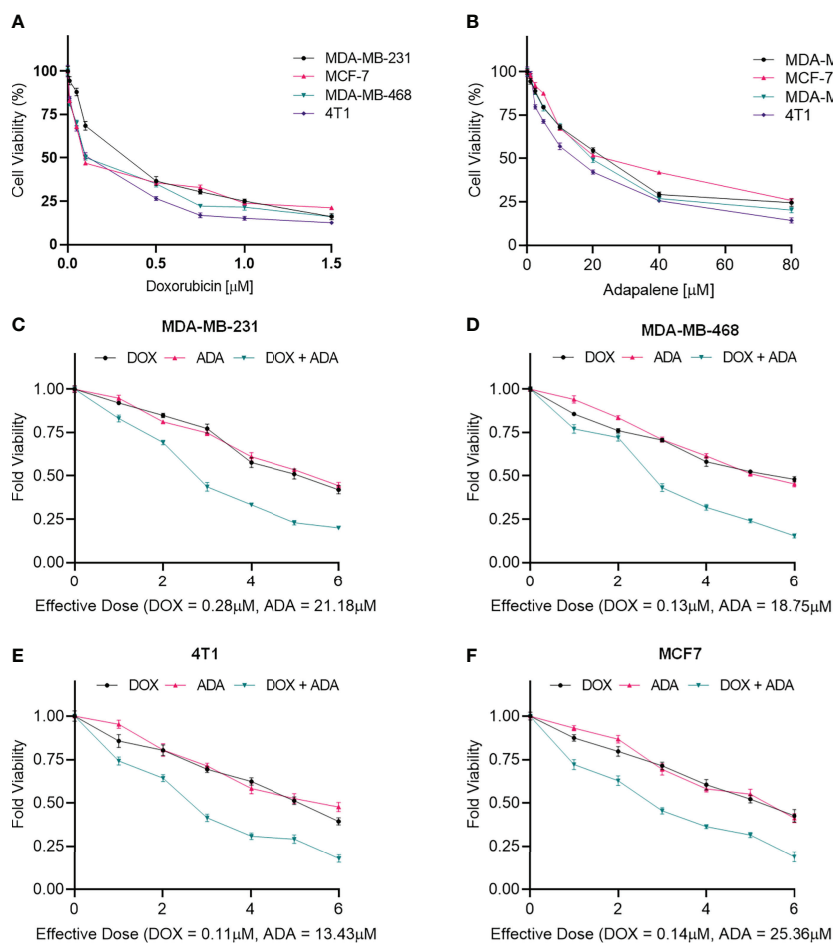 A
MDA-MB-231
MCF-7
MDA-MB-468
4T1
Cell Viability (%)
100
75
50
25
0
0.0 0.5 1.0 1.5
Doxorubicin [μM]
B
MDA-M
MCF-7
MDA-M
4T1
Cell Viability (%)
100
75
50
25
0
0 20 40 60 80
Adapalene [μM]
C
MDA-MB-231
DOX ADA DOX + ADA
Fold Viability
1.00
0.75
0.50
0.25
0.00
0 2 4 6
Effective Dose (DOX = 0.28μM, ADA = 21.18μM
D
MDA-MB-468
DOX ADA DOX + ADA
Fold Viability
1.00
0.75
0.50
0.25
0.00
0 2 4 6
Effective Dose (DOX = 0.13μM, ADA = 18.75μM
E
4T1
DOX ADA DOX + ADA
Fold Viability
1.00
0.75
0.50
0.25
0.00
0 2 4 6
Effective Dose (DOX = 0.11μM, ADA = 13.43μM
F
MCF7
DOX ADA DOX + ADA
Fold Viability
1.00
0.75
0.50
0.25
0.00
0 2 4 6
Effective Dose (DOX = 0.14μM, ADA = 25.36μM